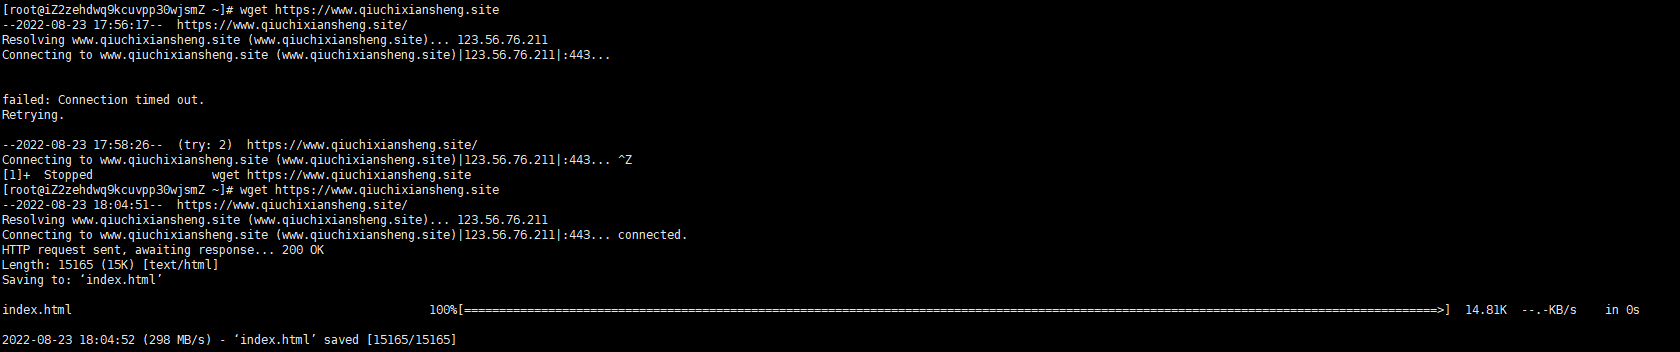 [root@iZ2zehdwq9kcuvpp30wjsmZ ~]# wget https://www.qiuchixiansheng.site
--2022-08-23 17:56:17--  https://www.qiuchixiansheng.site/
Resolving www.qiuchixiansheng.site (www.qiuchixiansheng.site)... 123.56.76.211
Connecting to www.qiuchixiansheng.site (www.qiuchixiansheng.site)|123.56.76.211|:443...
failed: Connection timed out.
Retrying.
--2022-08-23 17:58:26--  (try: 2)  https://www.qiuchixiansheng.site/
Connecting to www.qiuchixiansheng.site (www.qiuchixiansheng.site)|123.56.76.211|:443... ^Z
[1]+  Stopped                 wget https://www.qiuchixiansheng.site
[root@iZ2zehdwq9kcuvpp30wjsmZ ~]# wget https://www.qiuchixiansheng.site
--2022-08-23 18:04:51--  https://www.qiuchixiansheng.site/
Resolving www.qiuchixiansheng.site (www.qiuchixiansheng.site)... 123.56.76.211
Connecting to www.qiuchixiansheng.site (www.qiuchixiansheng.site)|123.56.76.211|:443... connected.
HTTP request sent, awaiting response... 200 OK
Length: 15165 (15K) [text/html]
Saving to: ‘index.html’
index.html                                                   100%[===========================================================================================================================================>]  14.81K  --.-KB/s    in 0s
2022-08-23 18:04:52 (298 MB/s) - ‘index.html’ saved [15165/15165]